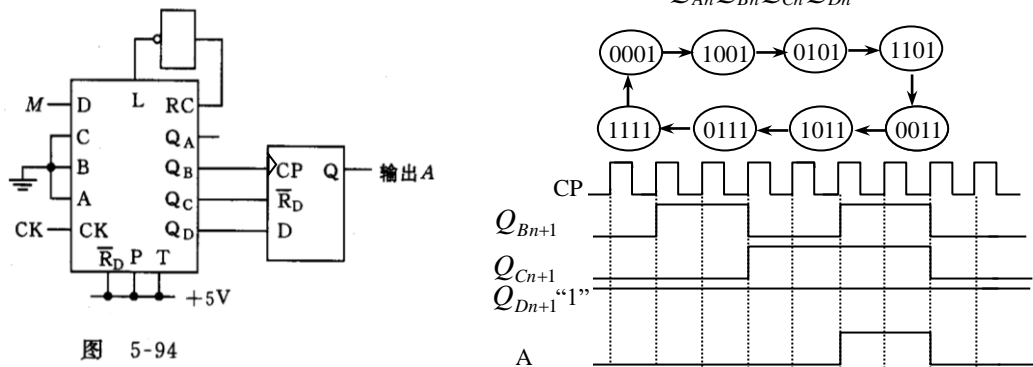 Q_{An}Q_{Bn}Q_{Cn}Q_{Dn}
0001 1001 0101 1101
1111 0111 1011 0011
M D L RC
C Q_A
B Q_B CP Q 输出A
A Q_C \overline{R}_D
CK CK Q_D D
\overline{R}_D P T
+5V
图 5-94
CP
Q_{Bn+1}
Q_{Cn+1}
Q_{Dn+1}“1”
A